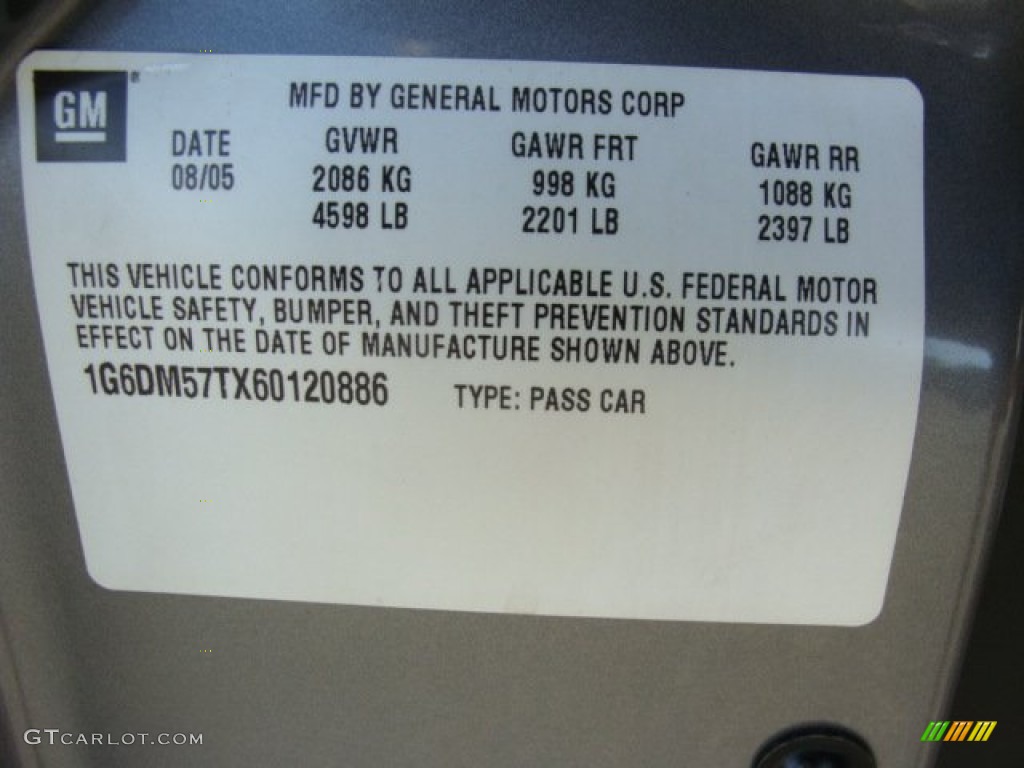 GM ®
MFD BY GENERAL MOTORS CORP
DATE GVWR GAWR FRT GAWR RR
08/05 2086 KG 998 KG 1088 KG
4598 LB 2201 LB 2397 LB
THIS VEHICLE CONFORMS TO ALL APPLICABLE U.S. FEDERAL MOTOR
VEHICLE SAFETY, BUMPER, AND THEFT PREVENTION STANDARDS IN
EFFECT ON THE DATE OF MANUFACTURE SHOWN ABOVE.
1G6DM57TX60120886 TYPE: PASS CAR
GTCARLOT.COM